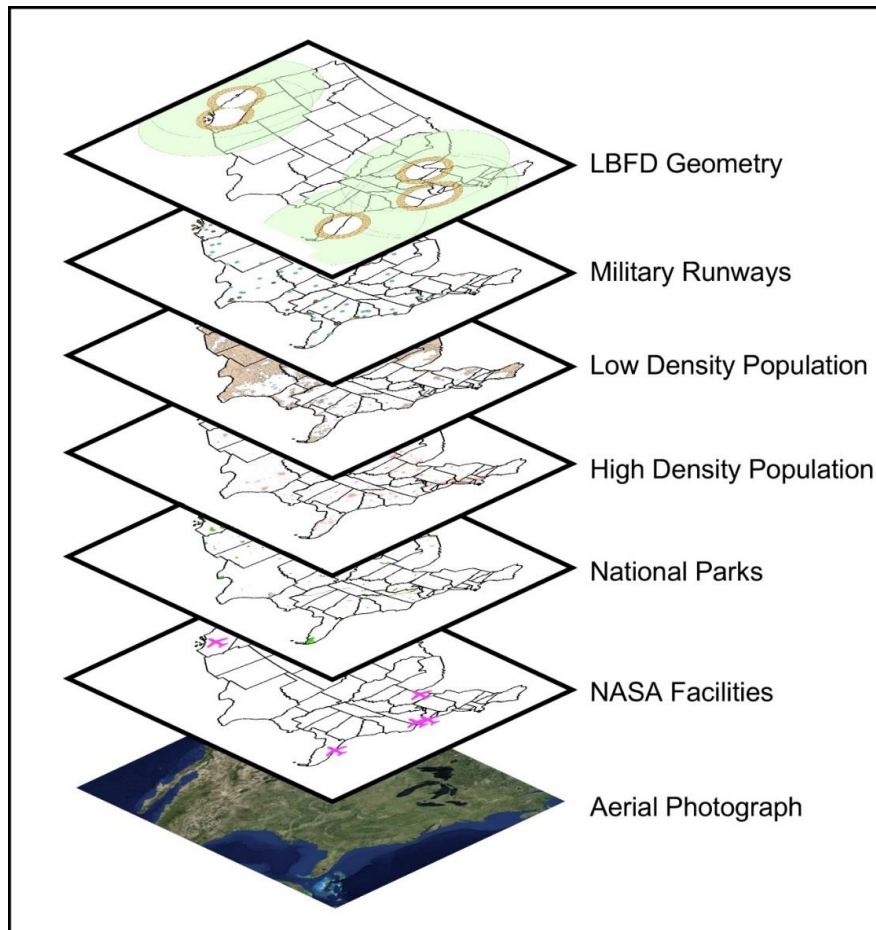 LBFD Geometry
Military Runways
Low Density Population
High Density Population
National Parks
NASA Facilities
Aerial Photograph